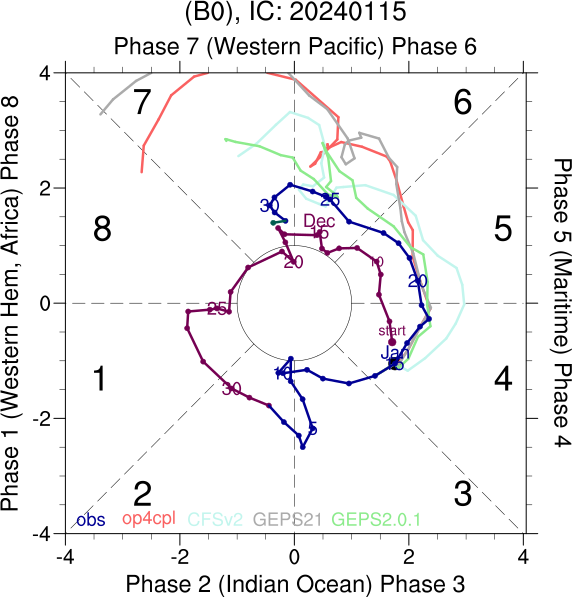 (B0), IC: 20240115
Phase 7 (Western Pacific) Phase 6
Phase 1 (Western Hem, Africa) Phase 8
Phase 5 (Maritime) Phase 4
4
2
0
-2
-4
7
6
8
5
1
4
2
3
30
25
Dec
15
20
10
20
25
start
Jan
15
10
30
5
obs
op4cpl
CFSv2
GEPS21
GEPS2.0.1
-4
-2
0
2
4
Phase 2 (Indian Ocean) Phase 3